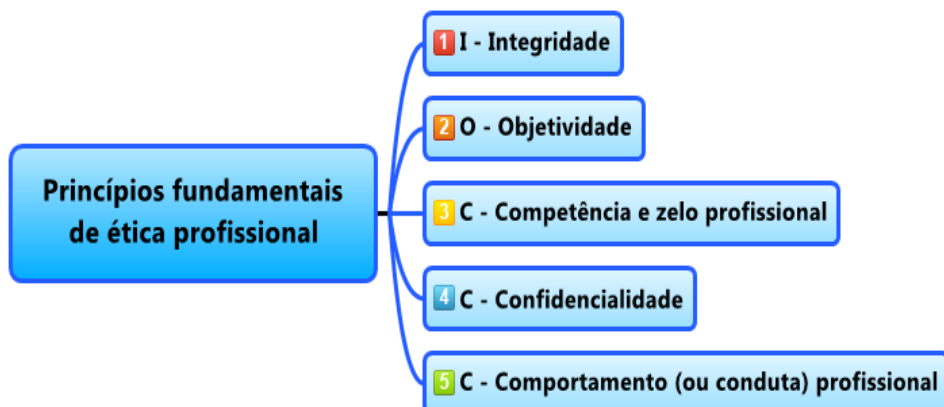 Princípios fundamentais
de ética profissional
1 I - Integridade
2 O - Objetividade
3 C - Competência e zelo profissional
4 C - Confidencialidade
5 C - Comportamento (ou conduta) profissional